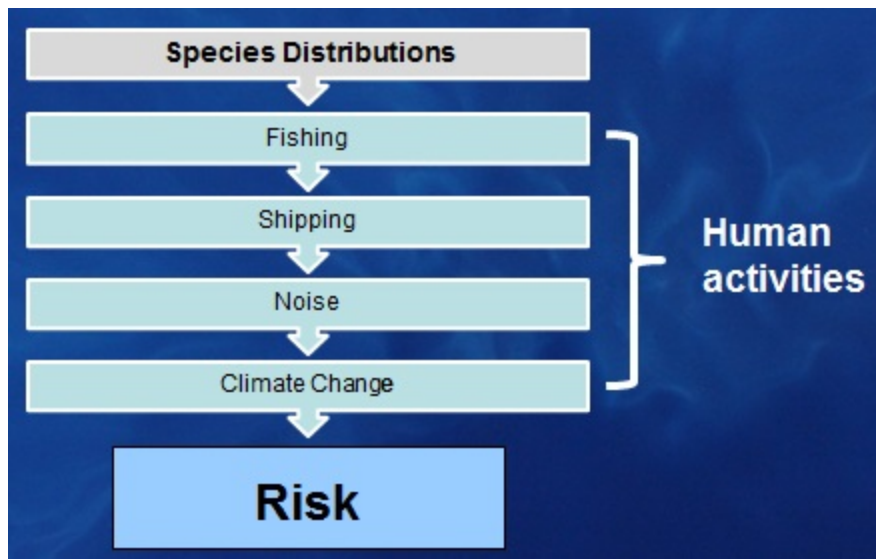 Species Distributions
Fishing
Shipping
Noise
Climate Change
Human
activities
Risk